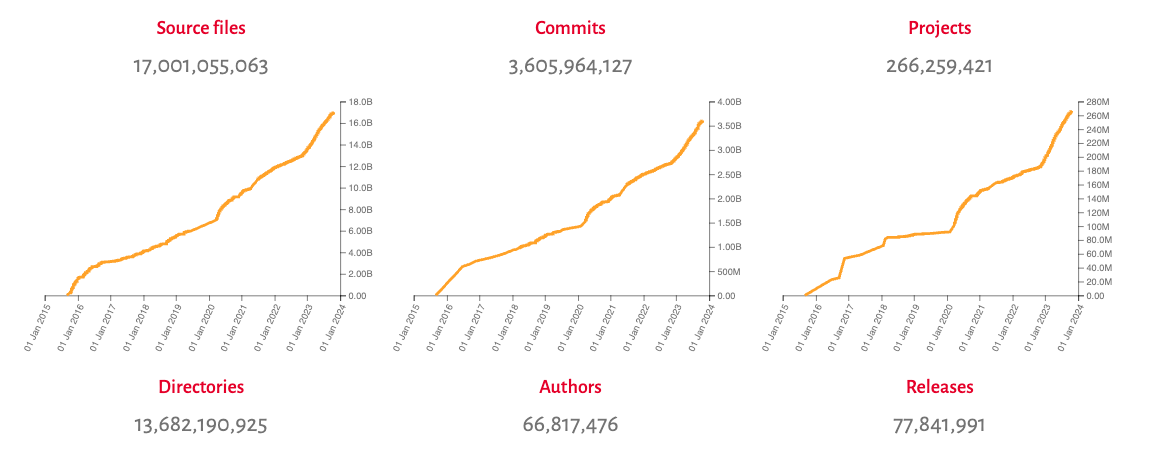 Source files
Commits
Projects
17,001,055,063
3,605,964,127
266,259,421
18.0B
16.0B
14.0B
12.0B
10.0B
8.00B
6.00B
4.00B
2.00B
0.00
01 Jan 2015
01 Jan 2016
01 Jan 2017
01 Jan 2018
01 Jan 2019
01 Jan 2020
01 Jan 2021
01 Jan 2022
01 Jan 2023
01 Jan 2024
4.00B
3.50B
3.00B
2.50B
2.00B
1.50B
1.00B
500M
0.00
01 Jan 2015
01 Jan 2016
01 Jan 2017
01 Jan 2018
01 Jan 2019
01 Jan 2020
01 Jan 2021
01 Jan 2022
01 Jan 2023
01 Jan 2024
280M
260M
240M
220M
200M
180M
160M
140M
120M
100M
80.0M
60.0M
40.0M
20.0M
0.00
01 Jan 2015
01 Jan 2016
01 Jan 2017
01 Jan 2018
01 Jan 2019
01 Jan 2020
01 Jan 2021
01 Jan 2022
01 Jan 2023
01 Jan 2024
Directories
Authors
Releases
13,682,190,925
66,817,476
77,841,991